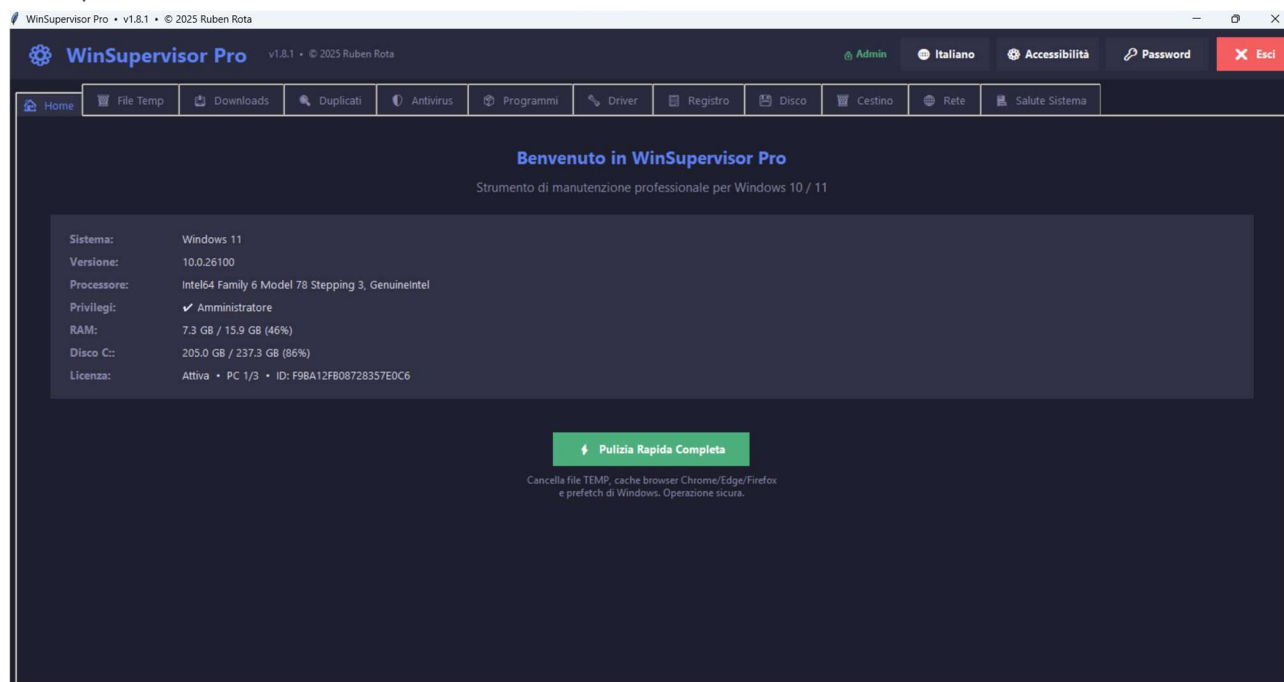 WinSupervisor Pro • v1.8.1 • © 2025 Ruben Rota
WinSupervisor Pro v1.8.1 • © 2025 Ruben Rota Admin Italiano Accessibilità Password Esci
Home File Temp Downloads Duplicati Antivirus Programmi Driver Registro Disco Cestino Rete Salute Sistema
Benvenuto in WinSupervisor Pro
Strumento di manutenzione professionale per Windows 10 / 11
Sistema: Windows 11
Versione: 10.0.26100
Processore: Intel64 Family 6 Model 78 Stepping 3, GenuineIntel
Privilegi: ✔ Amministratore
RAM: 7.3 GB / 15.9 GB (46%)
Disco C:: 205.0 GB / 237.3 GB (86%)
Licenza: Attiva • PC 1/3 • ID: F9BA12FB08728357E0C6
Pulizia Rapida Completa
Cancella file TEMP, cache browser Chrome/Edge/Firefox
e prefetch di Windows. Operazione sicura.